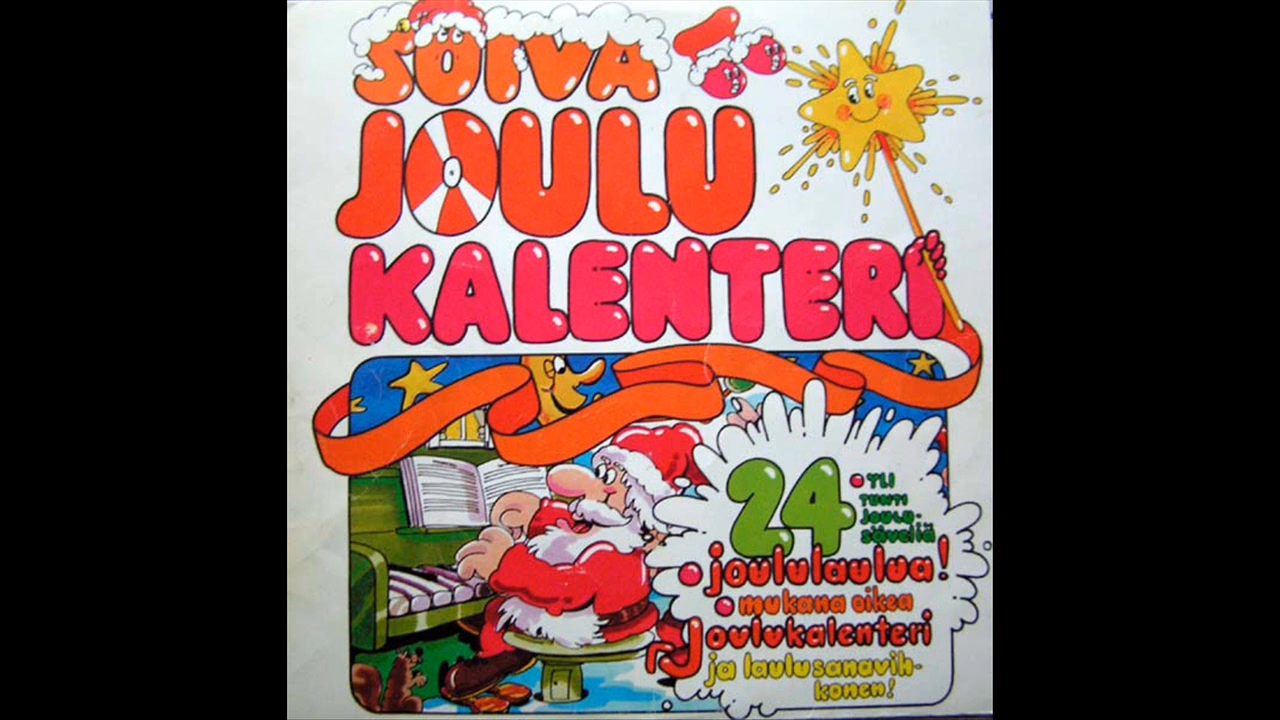 SOIVA
JOULU
KALENTERI
24
YLI
TUNTI
JOULU-
säveliä
joululaulua!
mukana oikea
Joulukalenteri
ja laulusanavih-
konen!